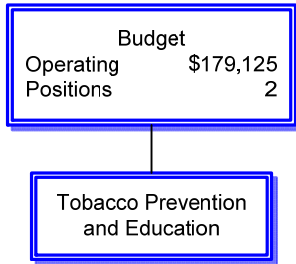 Budget
Operating $179,125
Positions 2
Tobacco Prevention
and Education